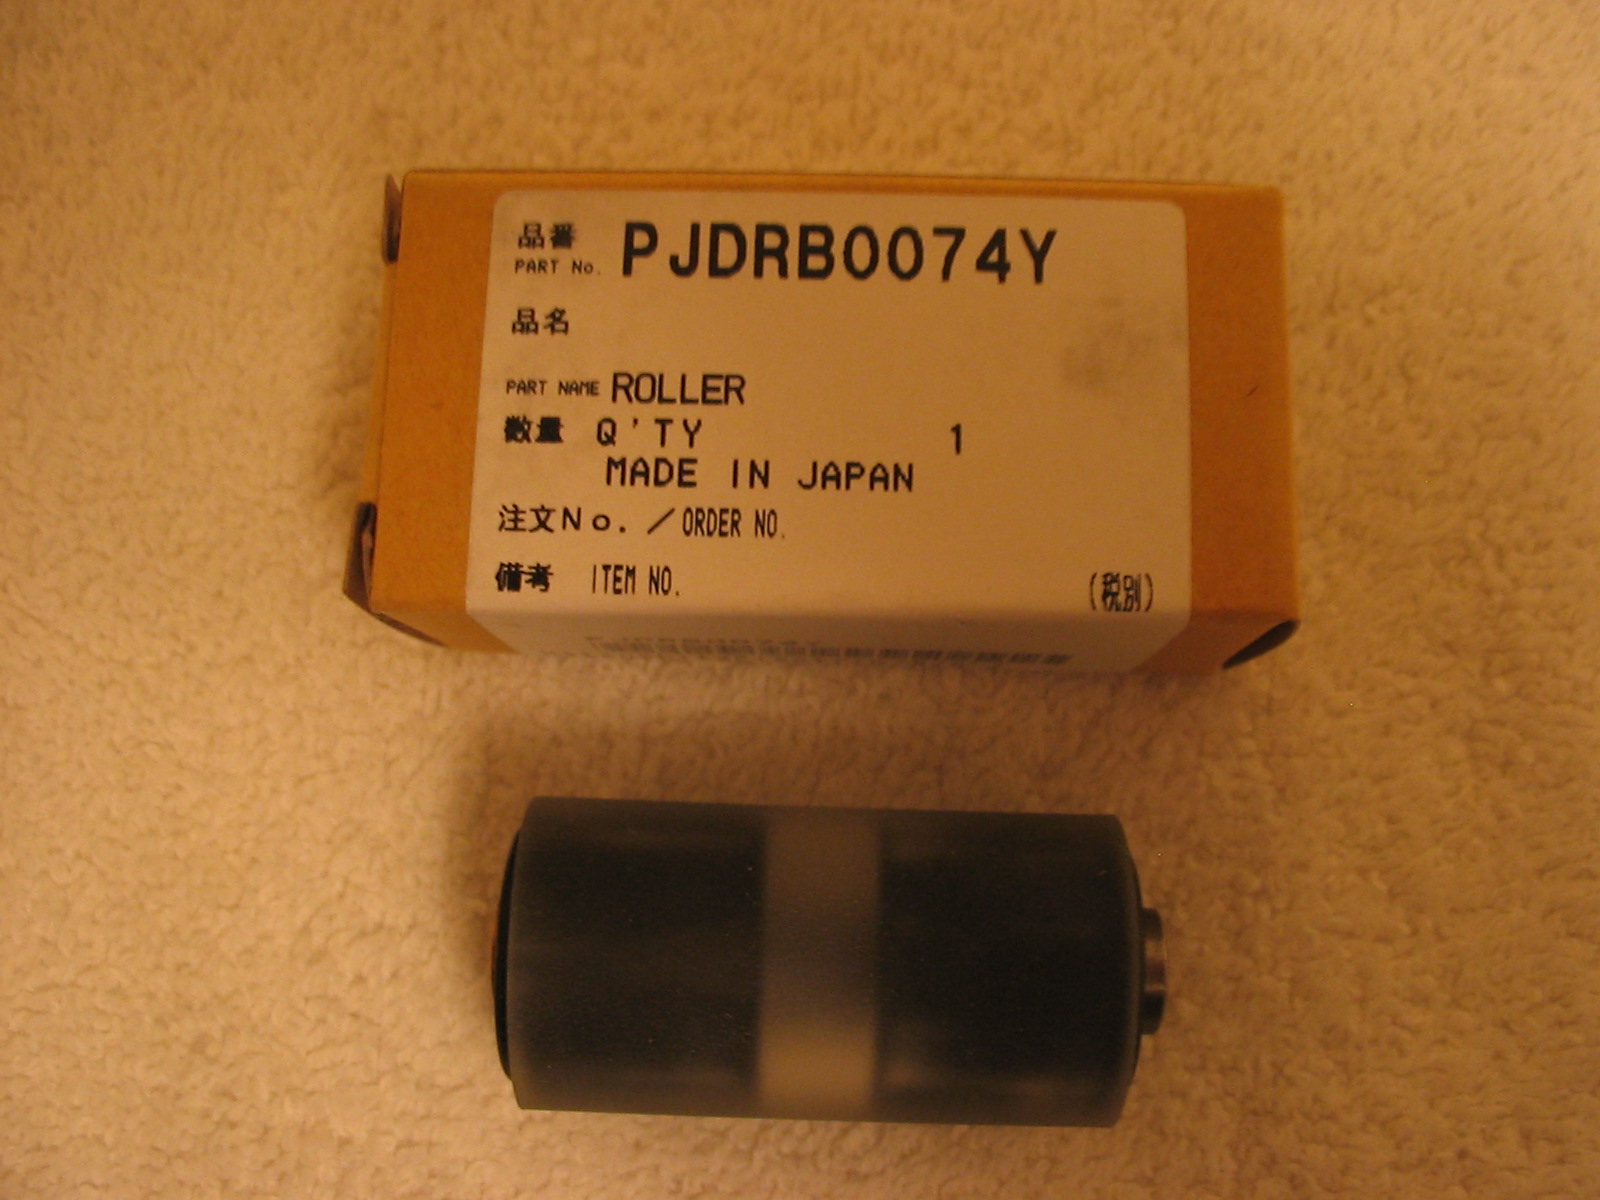 品番
PART No. PJDRB0074Y
品名
PART NAME ROLLER
数量 Q'TY 1
MADE IN JAPAN
注文No.／ORDER NO.
備考 ITEM NO. (税別)